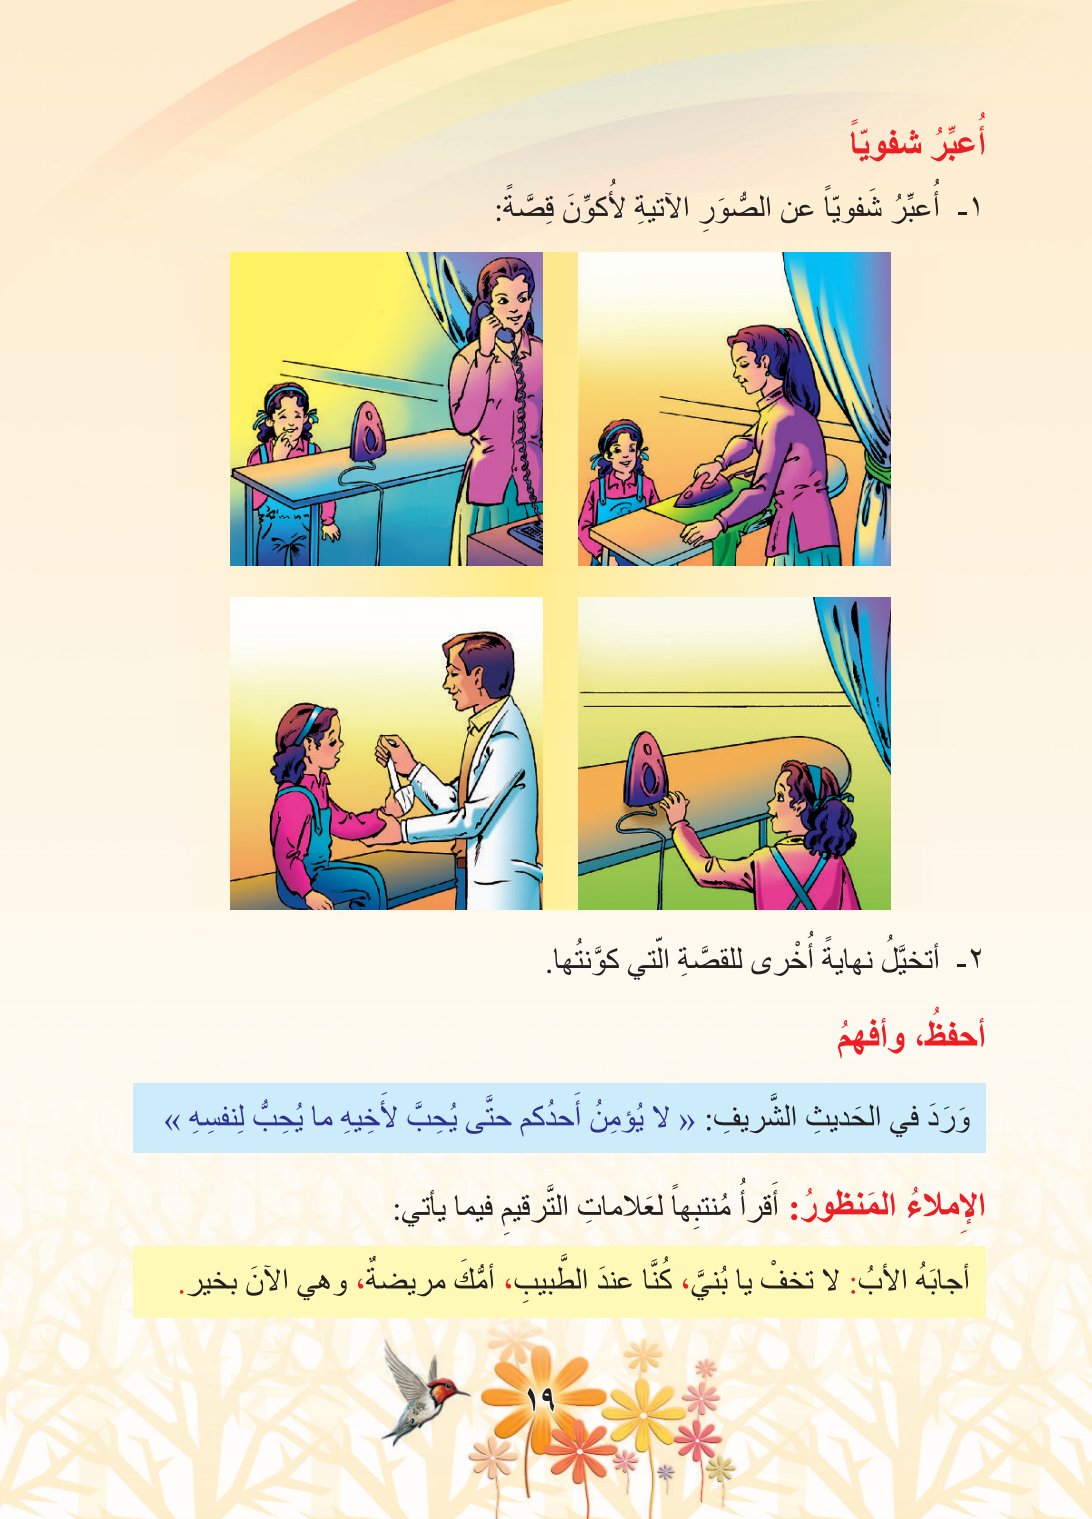 أُعبِّرُ شفويّاً
١- أُعبِّرُ شَفويّاً عن الصُّوَرِ الآتيةِ لأُكوِّنَ قِصَّةً:
٢- أتخيَّلُ نهايةً أُخْرى للقصَّةِ الّتي كوَّنتُها.
أحفظُ، وأفهمُ
وَرَدَ في الحَديثِ الشَّريفِ: « لا يُؤمِنُ أَحدُكم حتَّى يُحِبَّ لأَخِيهِ ما يُحِبُّ لِنفسِهِ »
الإِملاءُ المَنظورُ: أَقرأُ مُنتبِهاً لعَلاماتِ التَّرقيمِ فيما يأتي:
أجابَهُ الأبُ: لا تخفْ يا بُنيَّ، كُنَّا عندَ الطَّبيبِ، أمُّكَ مريضةٌ، وهي الآنَ بخير.
١٩